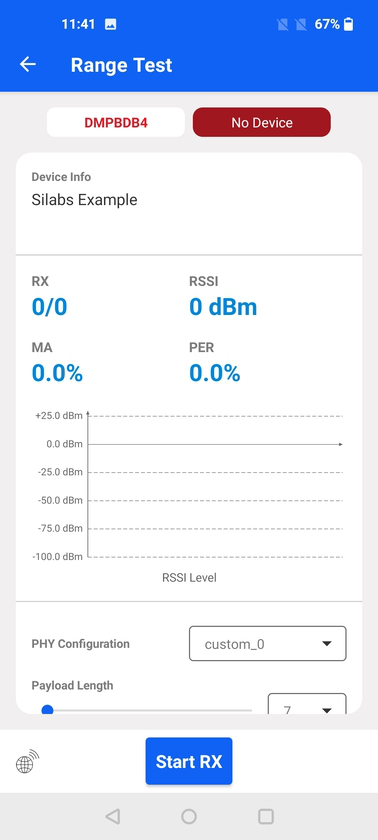 11:41
67%
Range Test
DMPBDB4
No Device
Device Info
Silabs Example
RX
RSSI
0/0
0 dBm
MA
PER
0.0%
0.0%
+25.0 dBm
0.0 dBm
-25.0 dBm
-50.0 dBm
-75.0 dBm
-100.0 dBm
RSSI Level
PHY Configuration
custom_0
Payload Length
7
Start RX